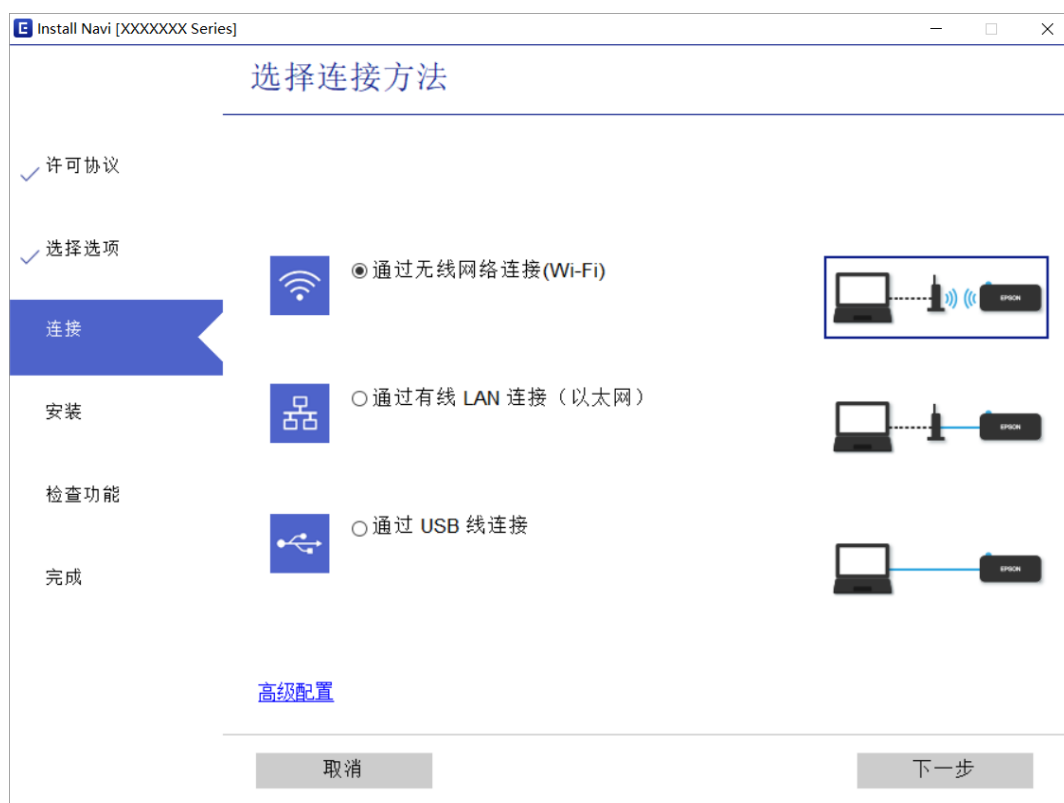 Install Navi [XXXXXXX Series]
选择连接方法
许可协议
选择选项
连接
安装
检查功能
完成
通过无线网络连接(Wi-Fi)
EPSON
通过有线 LAN 连接（以太网）
EPSON
通过 USB 线连接
EPSON
高级配置
取消
下一步